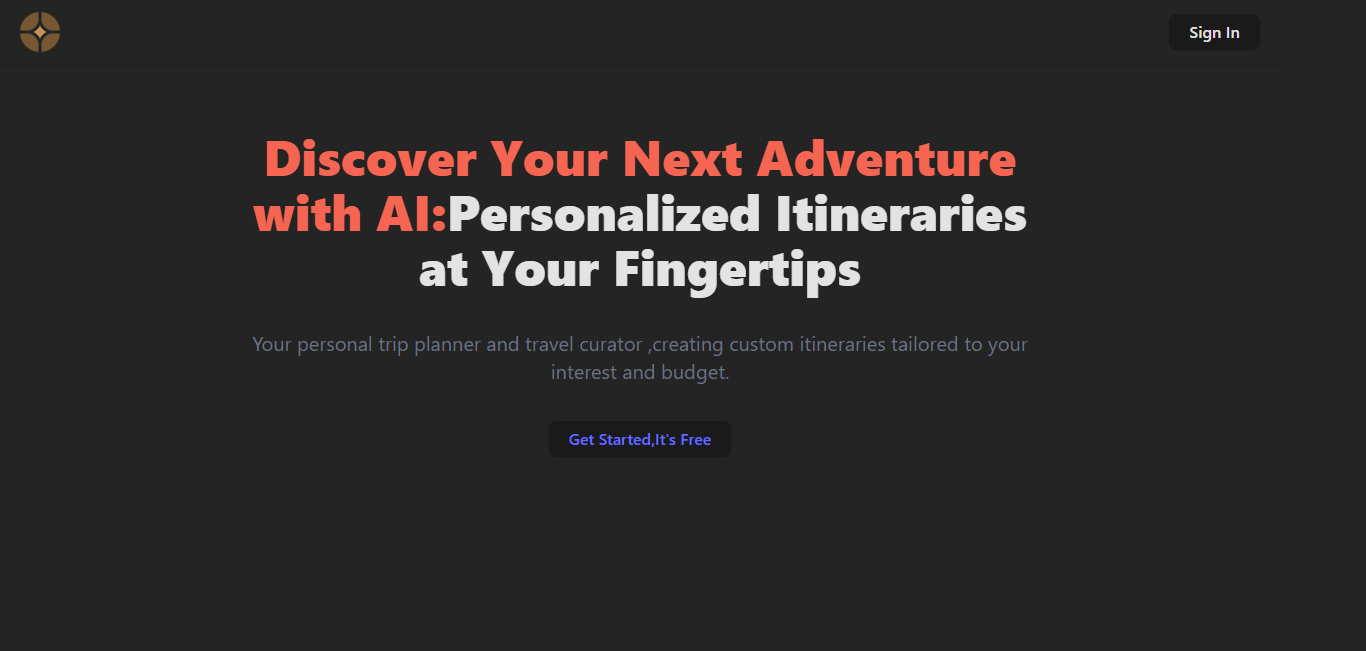 Sign In
Discover Your Next Adventure
with AI:Personalized Itineraries
at Your Fingertips
Your personal trip planner and travel curator ,creating custom itineraries tailored to your
interest and budget.
Get Started,It's Free